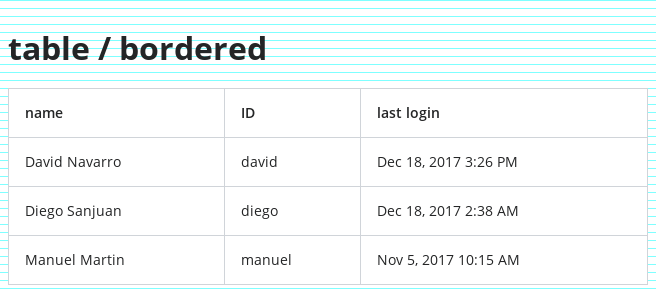 table / bordered
name ID last login
David Navarro david Dec 18, 2017 3:26 PM
Diego Sanjuan diego Dec 18, 2017 2:38 AM
Manuel Martin manuel Nov 5, 2017 10:15 AM